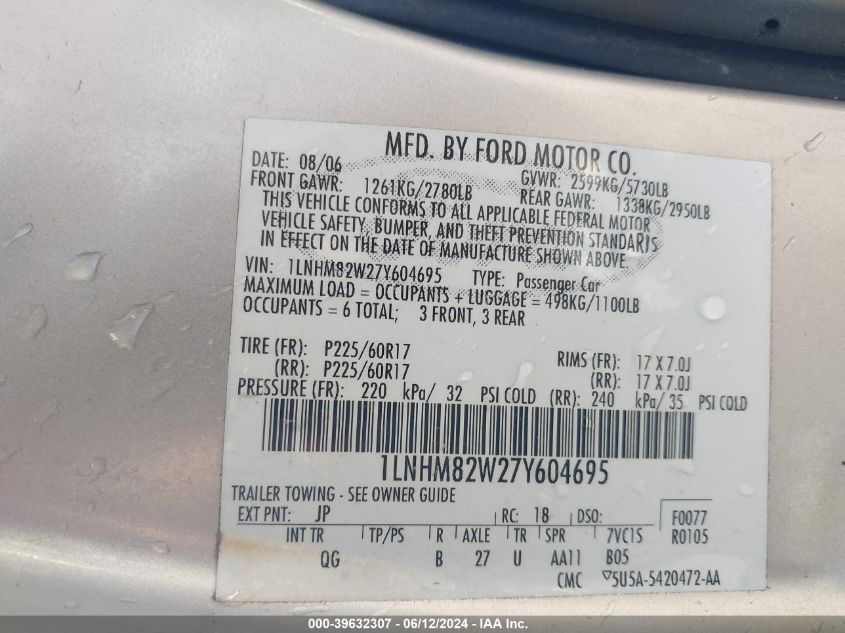 MFD. BY FORD MOTOR CO.
DATE: 08/06 GVWR: 2599KG/5730LB
FRONT GAWR: 1261KG/2780LB REAR GAWR: 1338KG/2950LB
THIS VEHICLE CONFORMS TO ALL APPLICABLE FEDERAL MOTOR
VEHICLE SAFETY, BUMPER, AND THEFT PREVENTION STANDARDS
IN EFFECT ON THE DATE OF MANUFACTURE SHOWN ABOVE.
VIN: 1LNHM82W27Y604695 TYPE: Passenger Car
MAXIMUM LOAD = OCCUPANTS + LUGGAGE = 498KG/1100LB
OCCUPANTS = 6 TOTAL; 3 FRONT, 3 REAR
TIRE (FR): P225/60R17 RIMS (FR): 17 X 7.0J
(RR): P225/60R17 (RR): 17 X 7.0J
PRESSURE (FR): 220 kPa/ 32 PSI COLD (RR): 240 kPa/ 35 PSI COLD
1LNHM82W27Y604695
TRAILER TOWING - SEE OWNER GUIDE
EXT PNT: JP RC: 18 DSO: F0077
INT TR TP/PS R AXLE TR SPR 7VC1S R0105
QG B 27 U AA11 B05
CMC 5U5A-5420472-AA
000-39632307 - 06/12/2024 - IAA Inc.